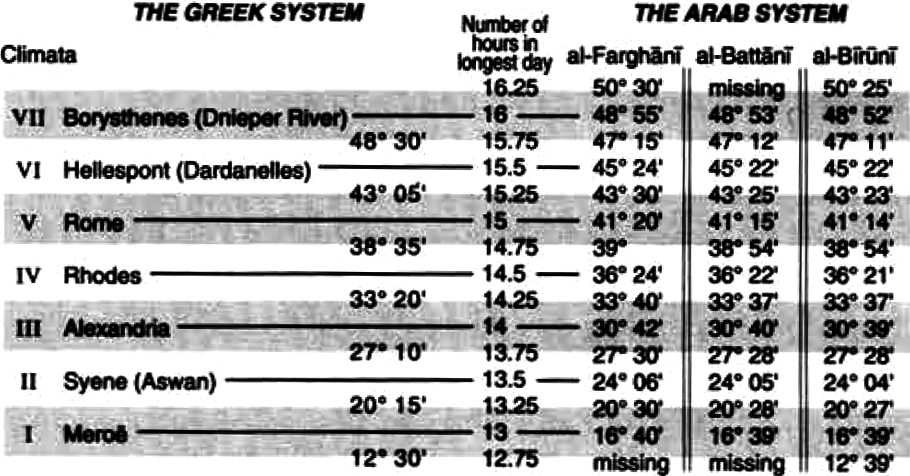 THE GREEK SYSTEM THE ARAB SYSTEM
Climata Number of hours in longest day al-Farghānī al-Battānī al-Bīrūnī
16.25 50° 30' missing 50° 25'
VII Borysthenes (Dnieper River) 16 48° 55' 48° 53' 48° 52'
48° 30' 15.75 47° 15' 47° 12' 47° 11'
VI Hellespont (Dardanelles) 15.5 45° 24' 45° 22' 45° 22'
43° 05' 15.25 43° 30' 43° 25' 43° 23'
V Rome 15 41° 20' 41° 15' 41° 14'
38° 35' 14.75 39° 38° 54' 38° 54'
IV Rhodes 14.5 36° 24' 36° 22' 36° 21'
33° 20' 14.25 33° 40' 33° 37' 33° 37'
III Alexandria 14 30° 42' 30° 40' 30° 39'
27° 10' 13.75 27° 30' 27° 28' 27° 28'
II Syene (Aswan) 13.5 24° 06' 24° 05' 24° 04'
20° 15' 13.25 20° 30' 20° 28' 20° 27'
I Meroë 13 16° 40' 16° 39' 16° 39'
12° 30' 12.75 missing missing 12° 39'